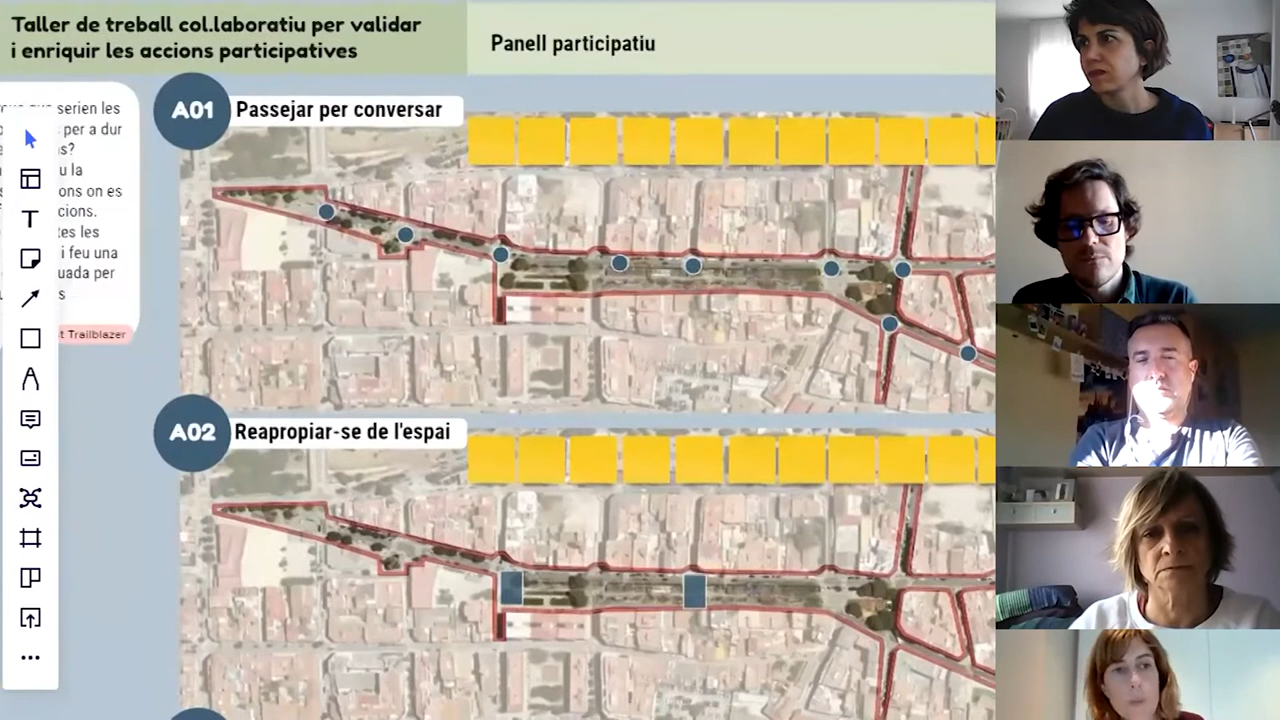 Taller de treball col.laboratiu per validar
i enriquir les accions participatives
Panell participatiu
serien les
per a dur
s?
u la
ons on es
cions.
tes les
i feu una
uada per
s
t Trailblazer
A01
Passejar per conversar
A02
Reapropiar-se de l'espai